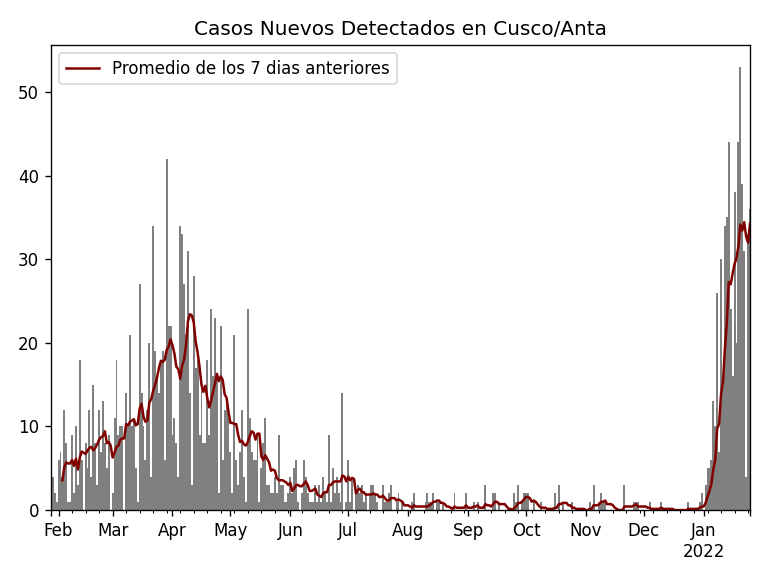 Casos Nuevos Detectados en Cusco/Anta
Promedio de los 7 dias anteriores
50
40
30
20
10
0
Feb Mar Apr May Jun Jul Aug Sep Oct Nov Dec Jan
2022